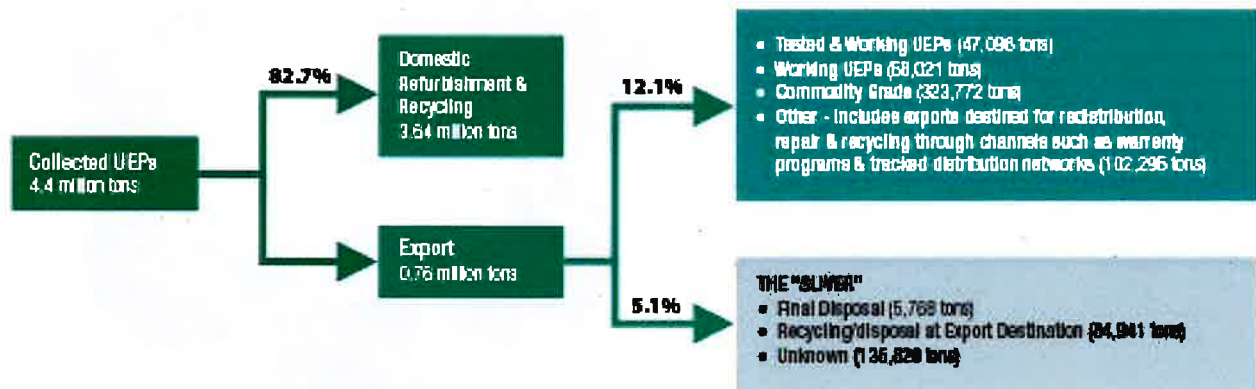 Collected UEPs
4.4 million tons
82.7%
Domestic
Refurbishment &
Recycling
3.64 million tons
Export
0.76 million tons
12.1%
• Tested & Working UEPs (47,096 tons)
• Working UEPs (58,021 tons)
• Commodity Grade (323,772 tons)
• Other - includes exports destined for redistribution,
repair & recycling through channels such as warranty
programs & tracked distribution networks (102,296 tons)
5.1%
THE "SLIVER"
• Final Disposal (5,768 tons)
• Recycling/disposal at Export Destination
• Unknown